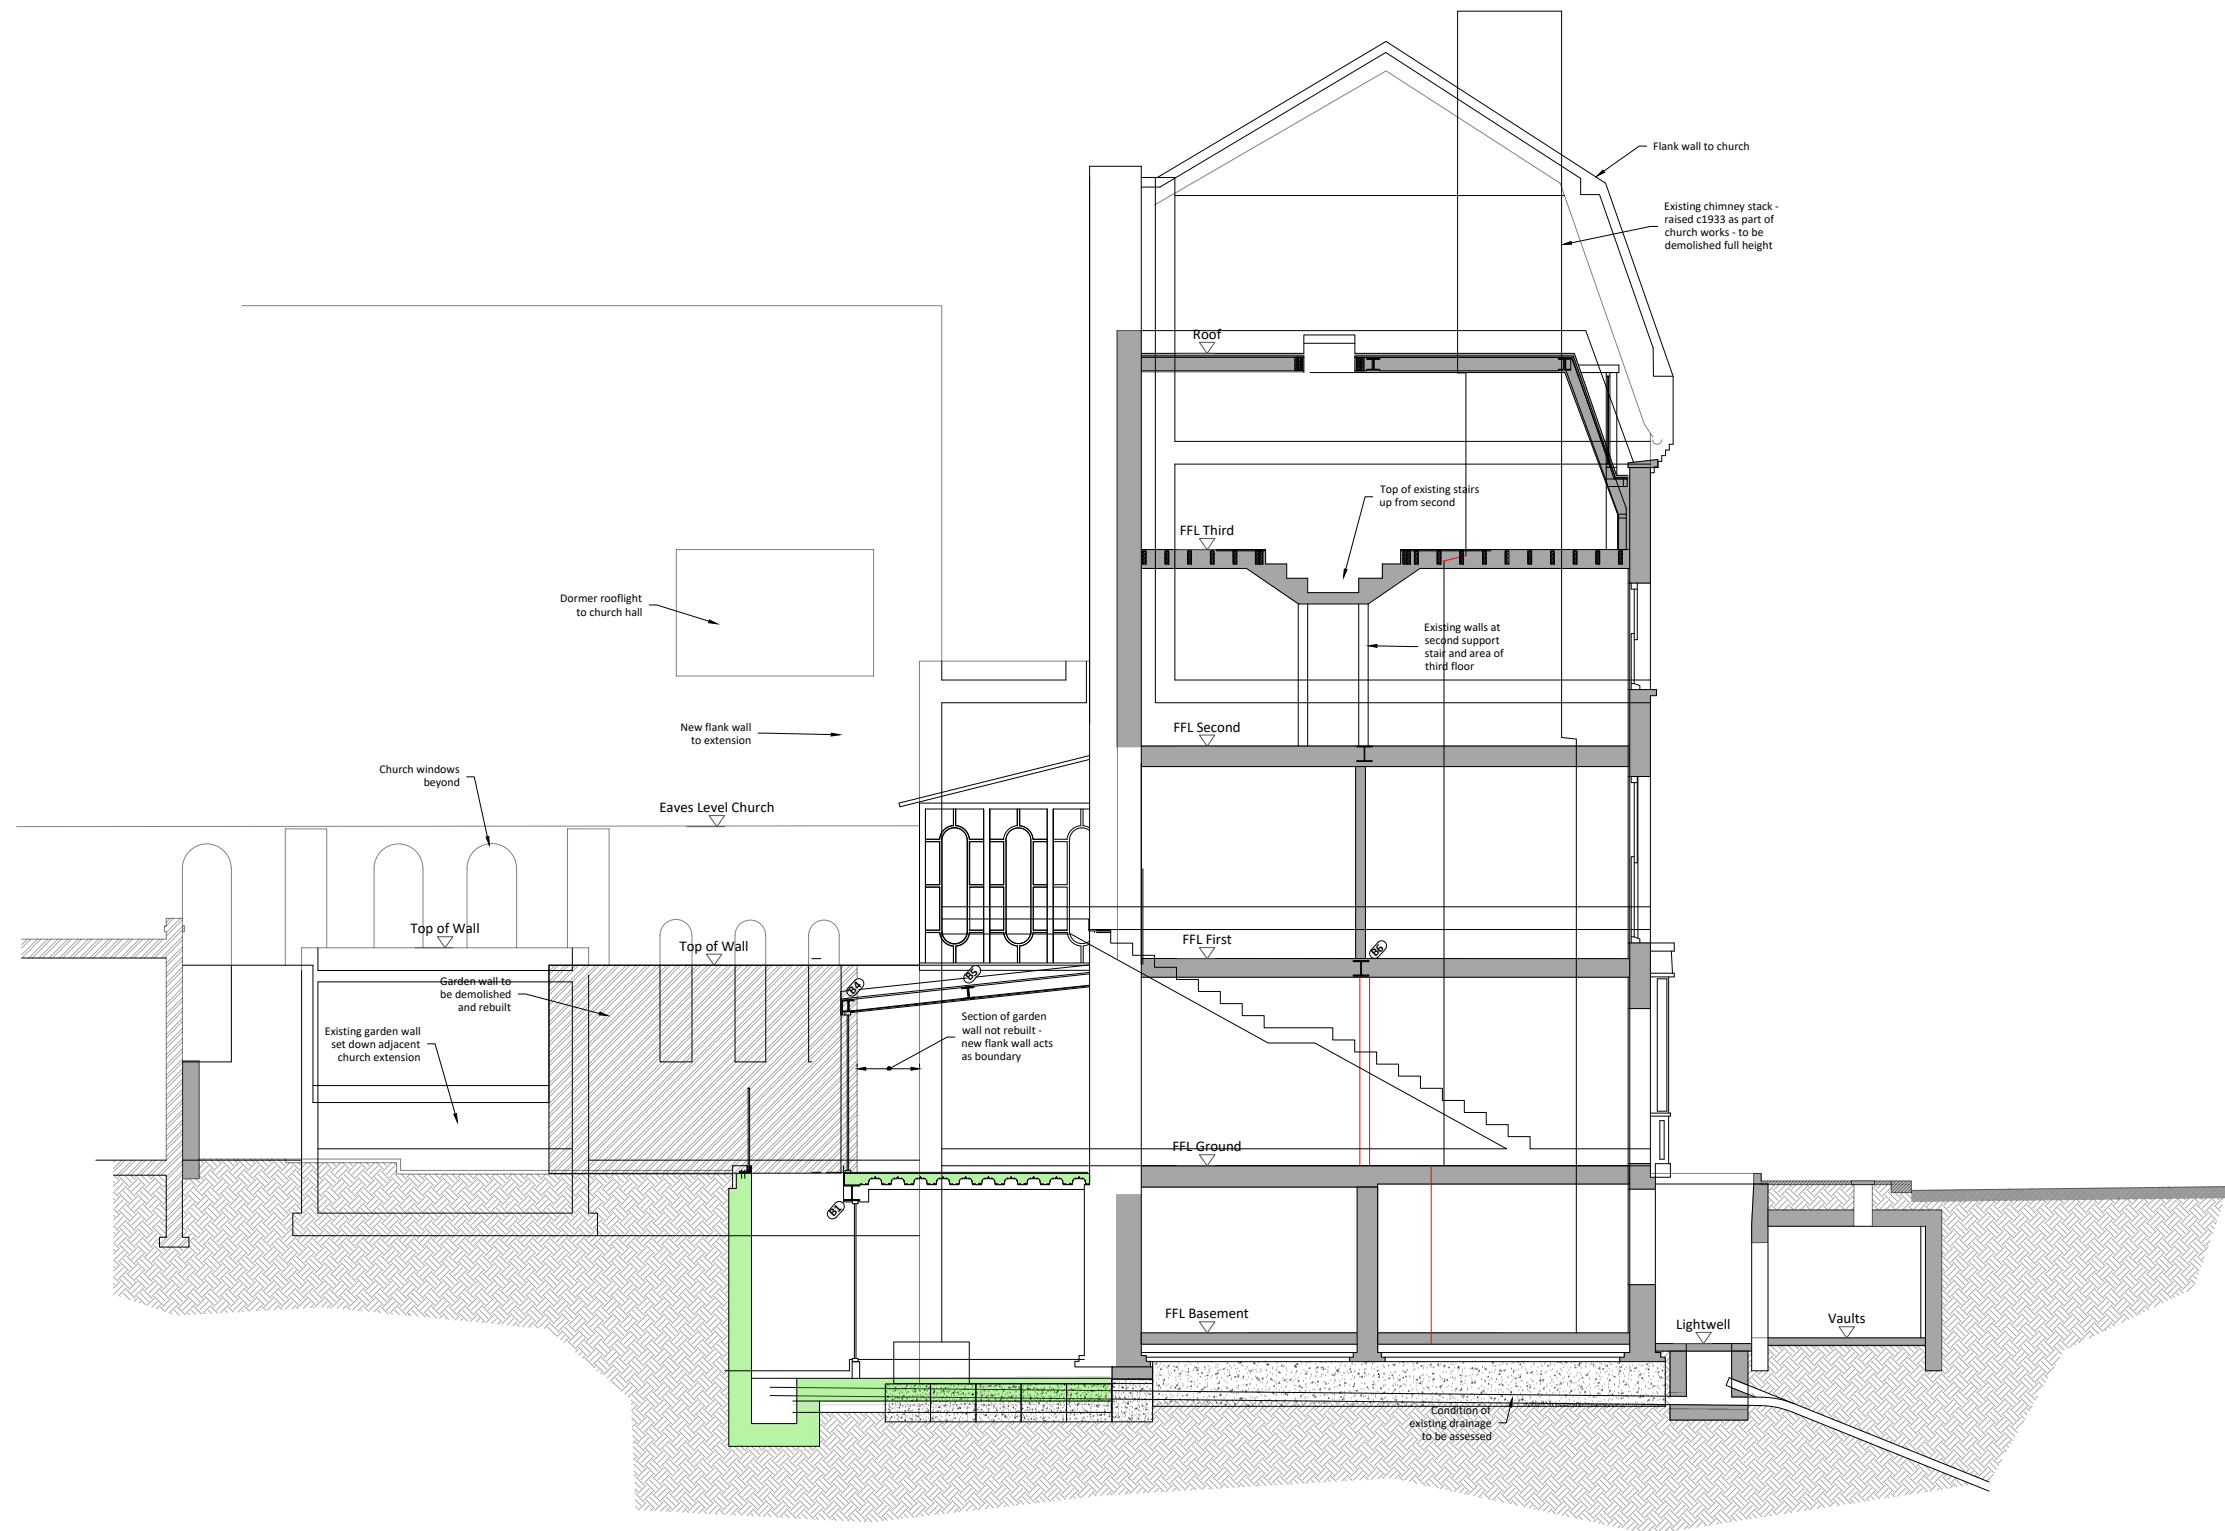 Flank wall to church
Existing chimney stack -
raised c1933 as part of
church works - to be
demolished full height
Roof
Top of existing stairs
up from second
FFL Third
Dormer rooflight
to church hall
Existing walls at
second support
stair and area of
third floor
FFL Second
New flank wall
to extension
Church windows
beyond
Eaves Level Church
Top of Wall
Top of Wall
FFL First
B6
B5
B4
Garden wall to
be demolished
and rebuilt
Existing garden wall
set down adjacent
church extension
Section of garden
wall not rebuilt -
new flank wall acts
as boundary
FFL Ground
B1
FFL Basement
Lightwell
Vaults
Condition of
existing drainage
to be assessed